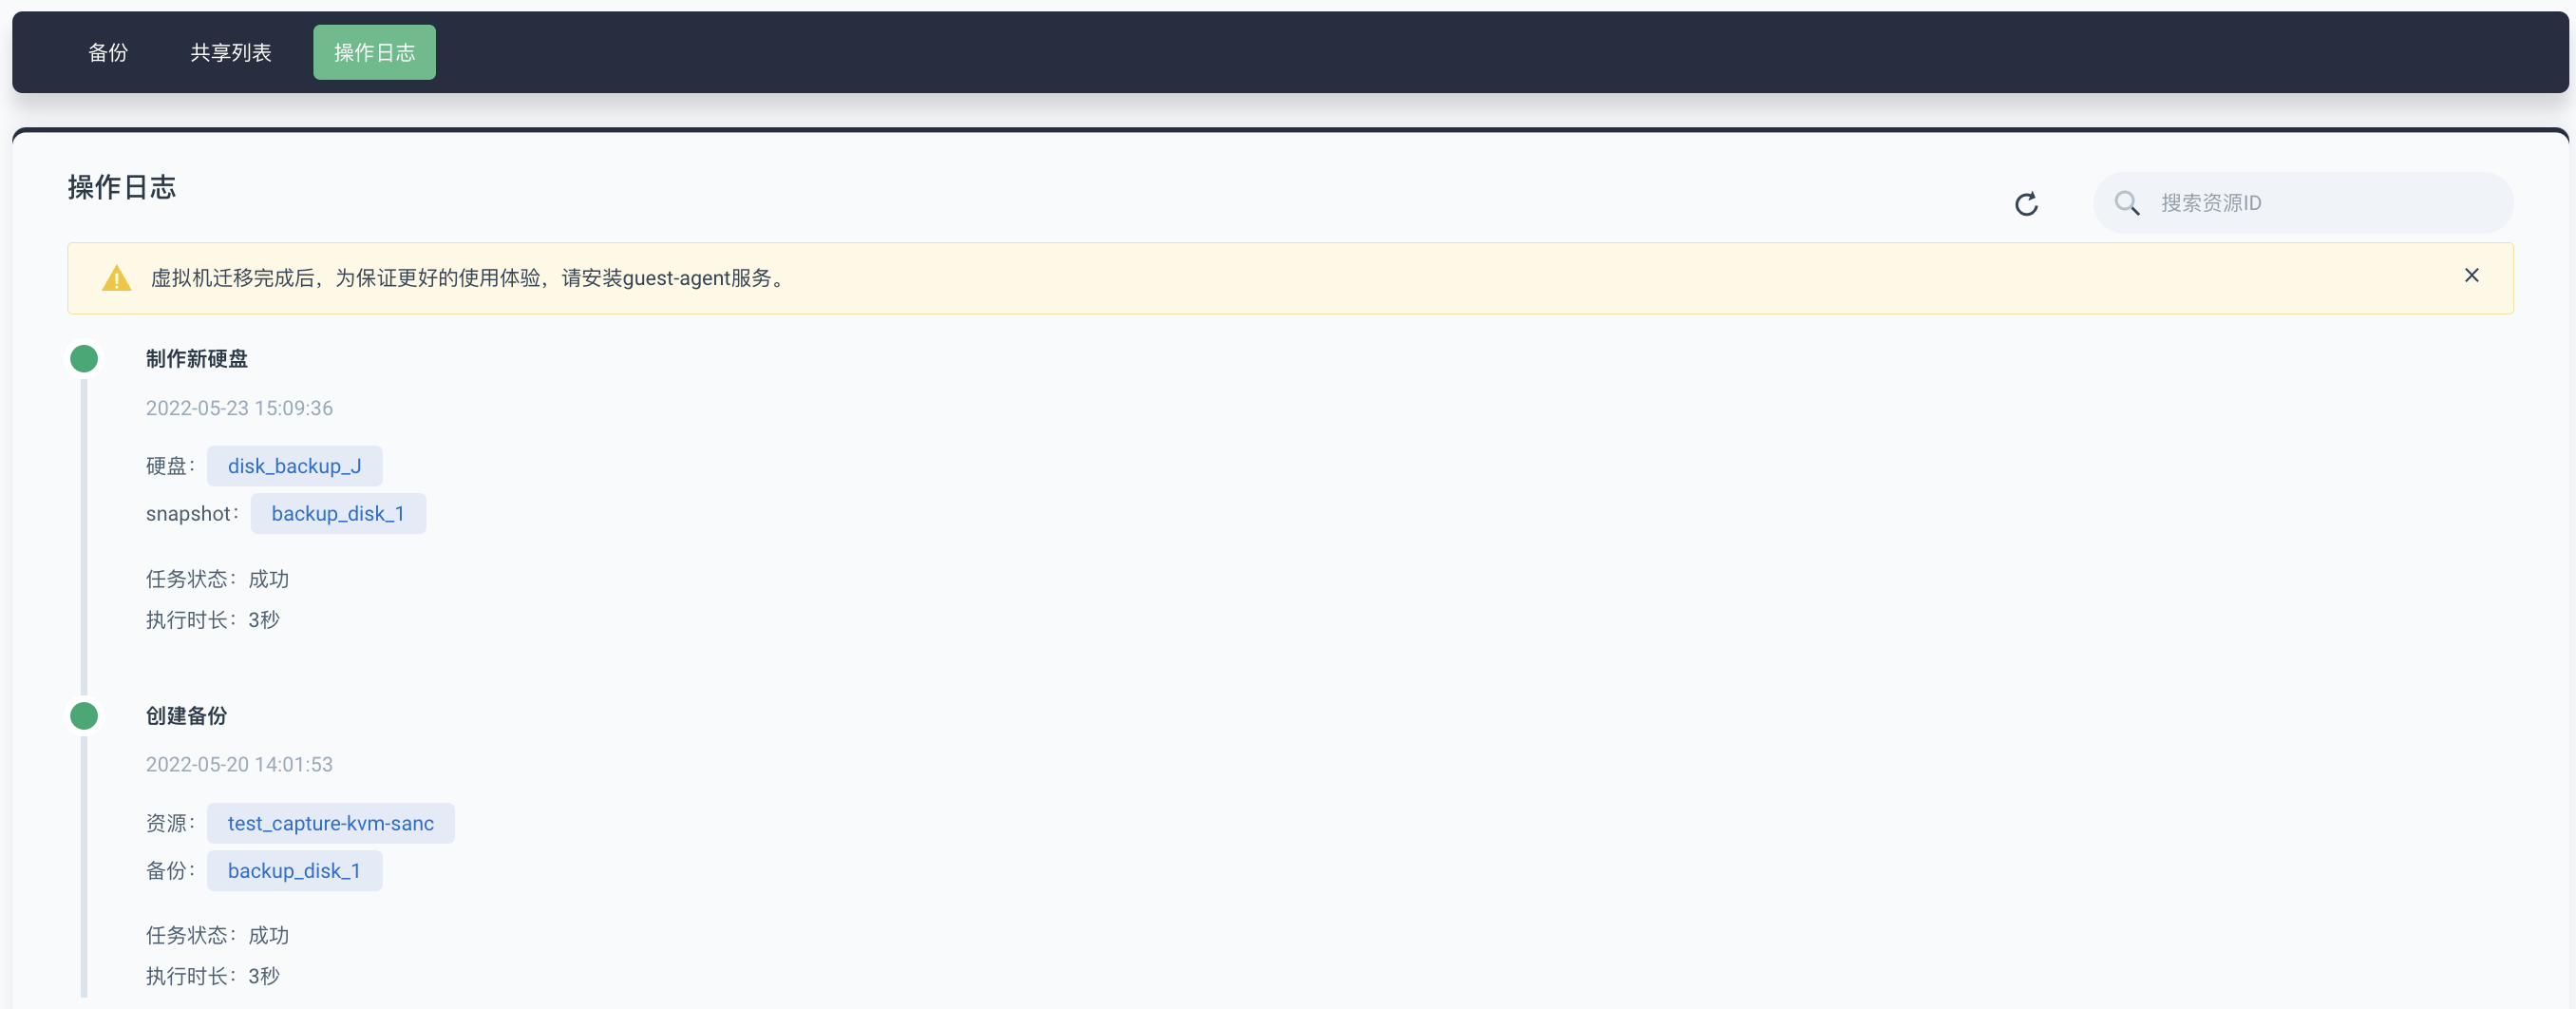 备份 共享列表 操作日志
操作日志
搜索资源ID
虚拟机迁移完成后，为保证更好的使用体验，请安装guest-agent服务。
制作新硬盘
2022-05-23 15:09:36
硬盘： disk_backup_J
snapshot： backup_disk_1
任务状态：成功
执行时长：3秒
创建备份
2022-05-20 14:01:53
资源： test_capture-kvm-sanc
备份： backup_disk_1
任务状态：成功
执行时长：3秒